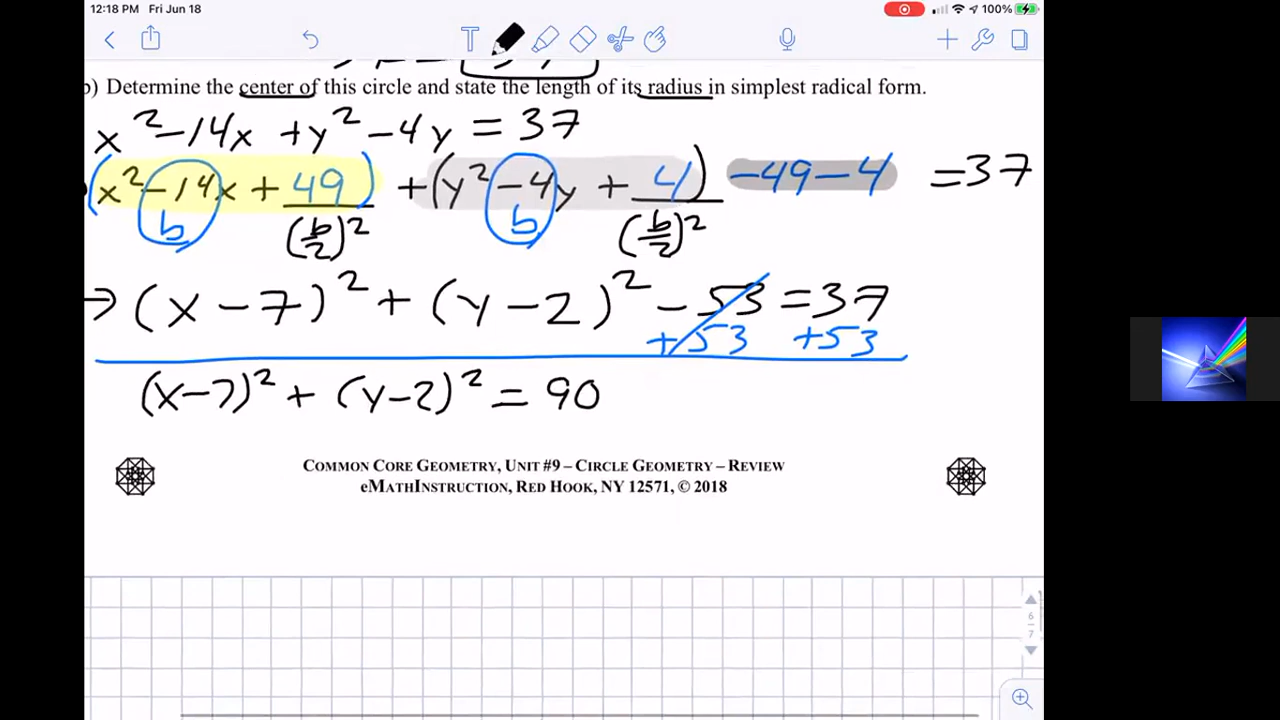 12:18 PM Fri Jun 18 100%
T
b) Determine the center of this circle and state the length of its radius in simplest radical form.
x² − 14x + y² − 4y = 37
(x² − 14x + 49) + (y² − 4y + 4) − 49 − 4 = 37
b (b/2)² b (b/2)²
⇒ (x − 7)² + (y − 2)² − 53 = 37
+53 +53
(x−7)² + (y−2)² = 90
COMMON CORE GEOMETRY, UNIT #9 – CIRCLE GEOMETRY – REVIEW
eMATHINSTRUCTION, RED HOOK, NY 12571, © 2018
6
7